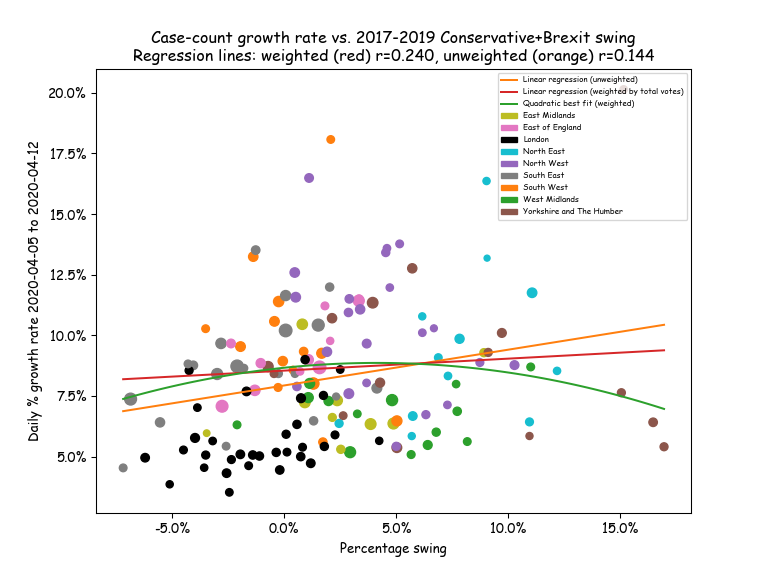 Case-count growth rate vs. 2017-2019 Conservative+Brexit swing
Regression lines: weighted (red) r=0.240, unweighted (orange) r=0.144
Daily % growth rate 2020-04-05 to 2020-04-12
20.0%
17.5%
15.0%
12.5%
10.0%
7.5%
5.0%
Linear regression (unweighted)
Linear regression (weighted by total votes)
Quadratic best fit (weighted)
East Midlands
East of England
London
North East
North West
South East
South West
West Midlands
Yorkshire and The Humber
-5.0%
0.0%
5.0%
10.0%
15.0%
Percentage swing